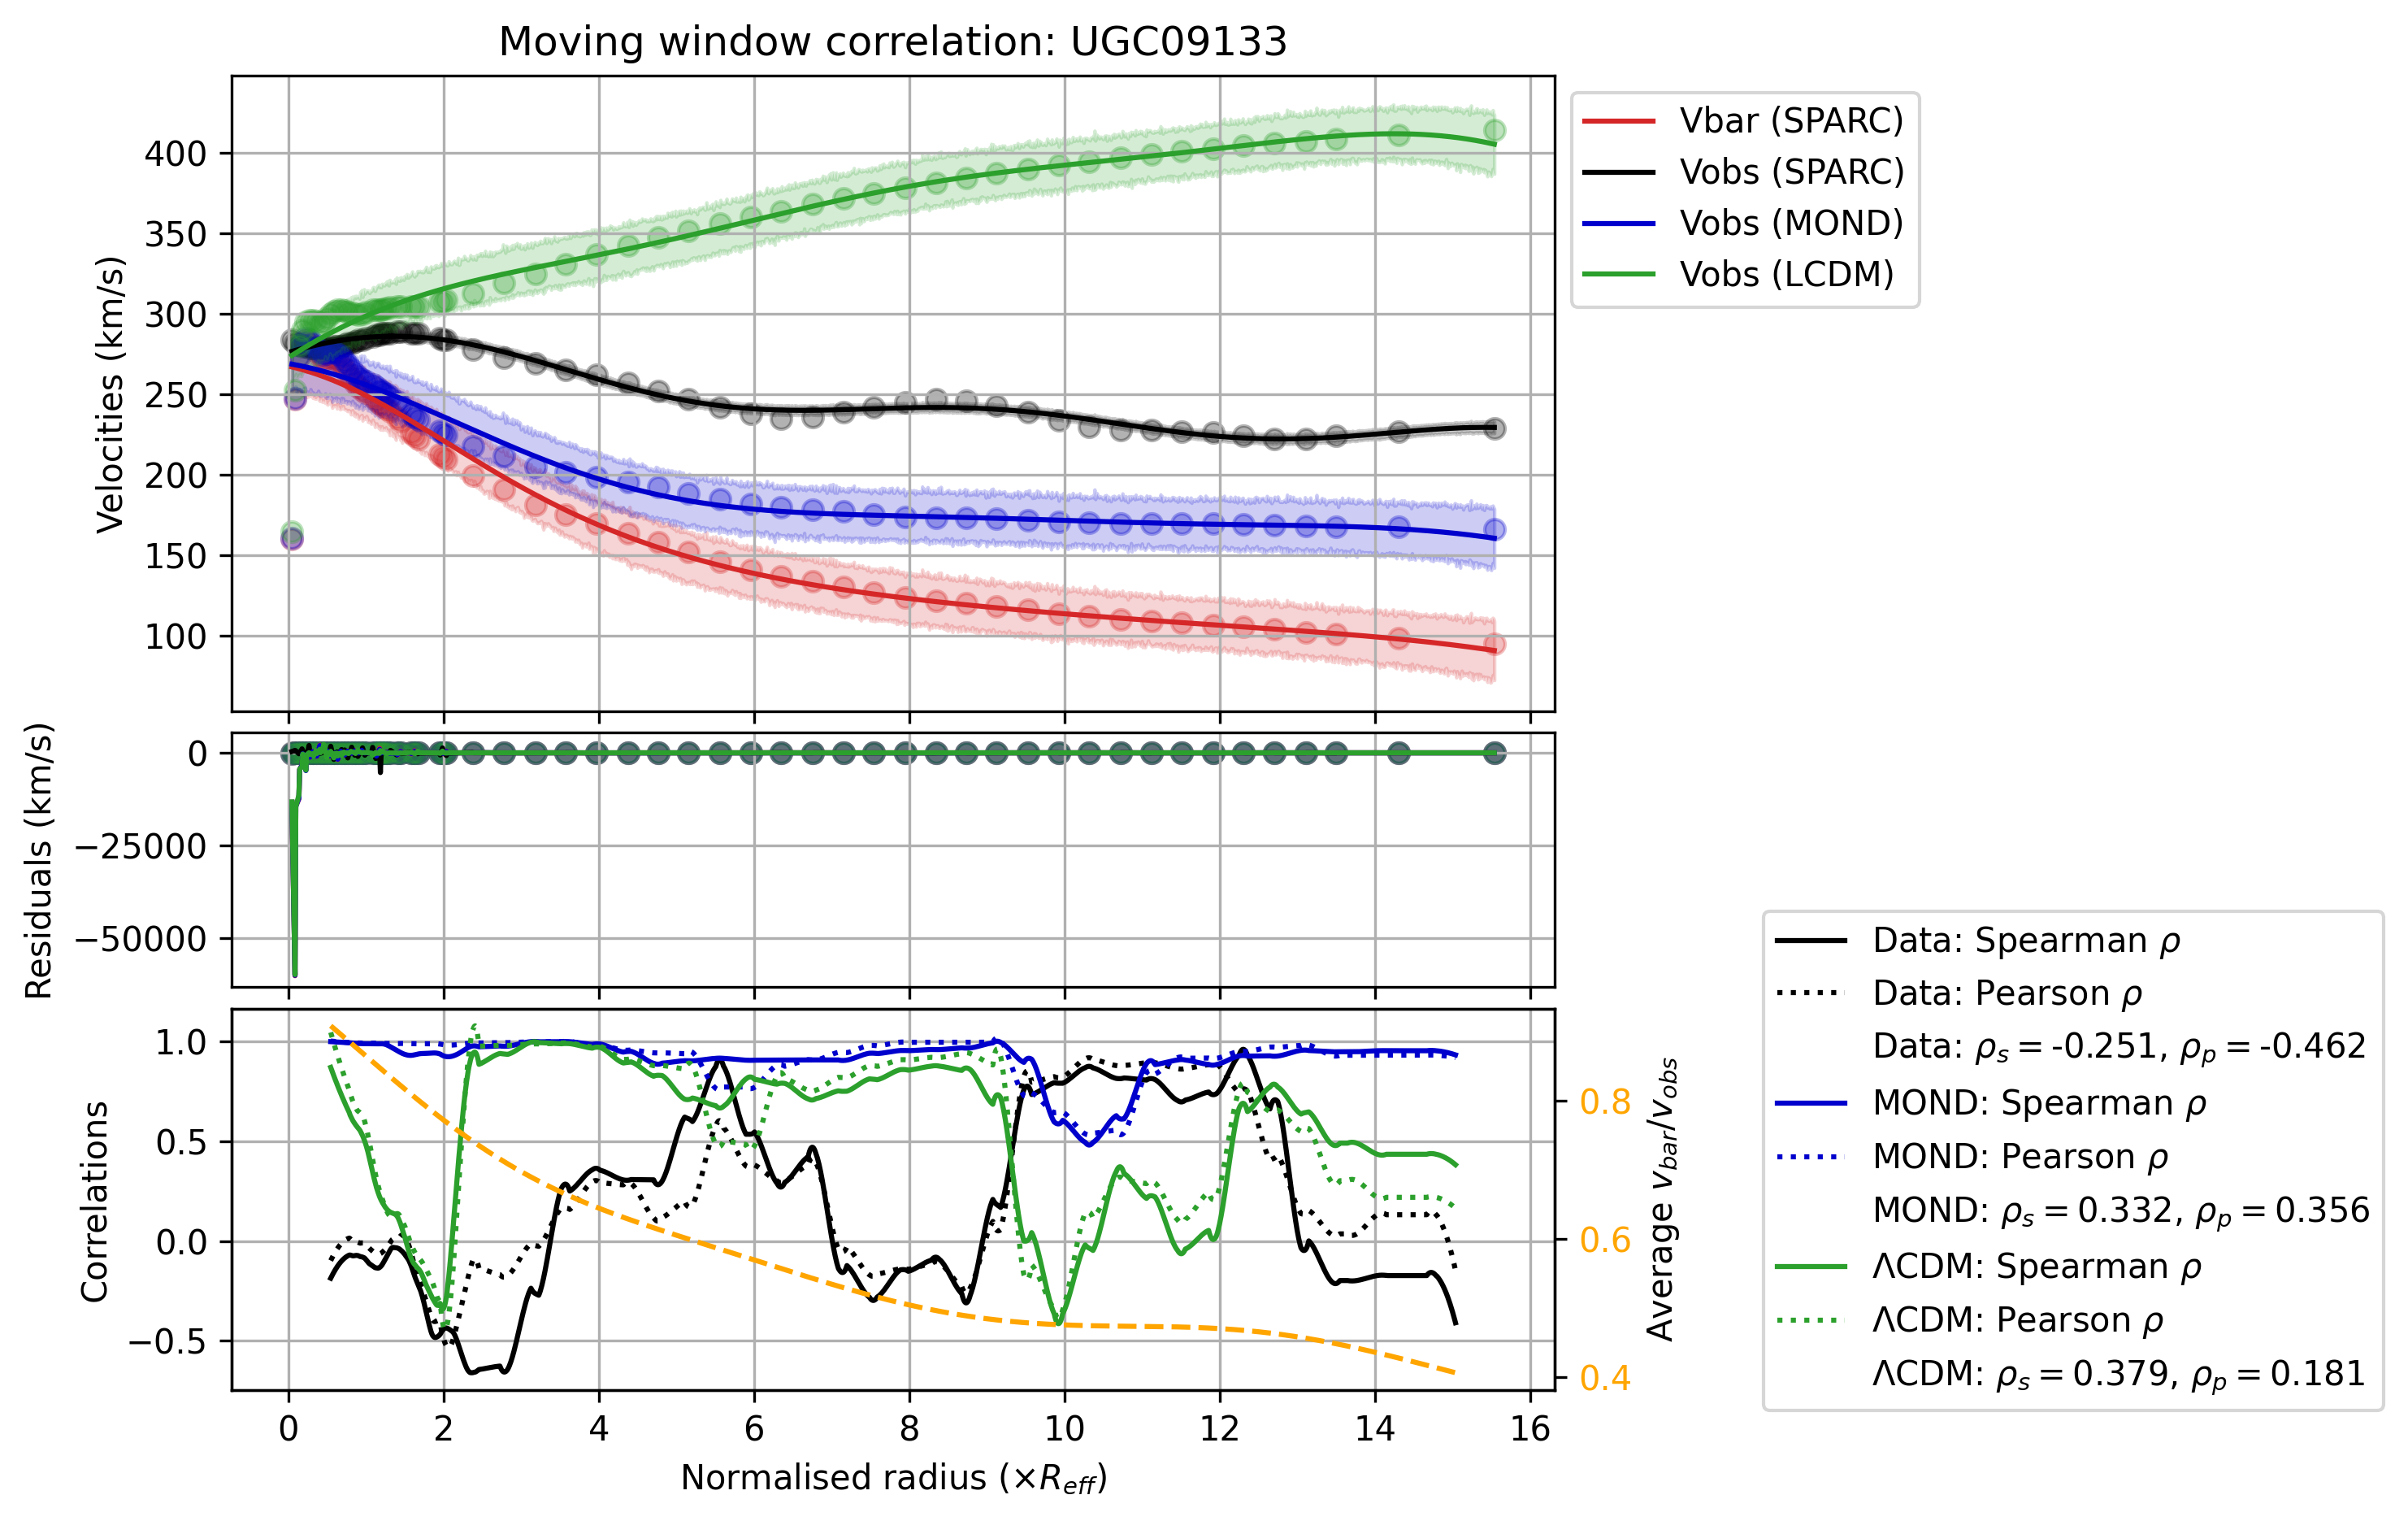 Moving window correlation: UGC09133
Velocities (km/s)
400
350
300
250
200
150
100
Vbar (SPARC)
Vobs (SPARC)
Vobs (MOND)
Vobs (LCDM)
Residuals (km/s)
0
−25000
−50000
Correlations
1.0
0.5
0.0
−0.5
0.8
0.6
0.4
Average v_bar/v_obs
0 2 4 6 8 10 12 14 16
Normalised radius (×R_eff)
Data: Spearman ρ
Data: Pearson ρ
Data: ρ_s = -0.251, ρ_p = -0.462
MOND: Spearman ρ
MOND: Pearson ρ
MOND: ρ_s = 0.332, ρ_p = 0.356
ΛCDM: Spearman ρ
ΛCDM: Pearson ρ
ΛCDM: ρ_s = 0.379, ρ_p = 0.181